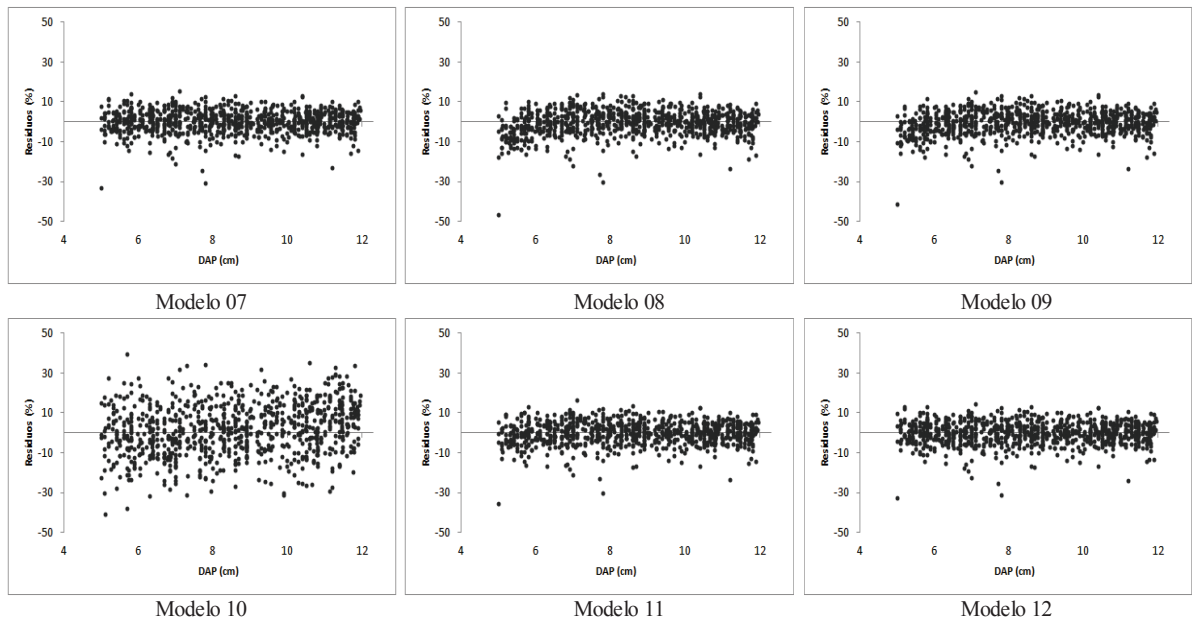 50
30
10
-10
-30
-50
Resíduos (%)
4 6 8 10 12
DAP (cm)
Modelo 07
50
30
10
-10
-30
-50
Resíduos (%)
4 6 8 10 12
DAP (cm)
Modelo 08
50
30
10
-10
-30
-50
Resíduos (%)
4 6 8 10 12
DAP (cm)
Modelo 09
50
30
10
-10
-30
-50
Resíduos (%)
4 6 8 10 12
DAP (cm)
Modelo 10
50
30
10
-10
-30
-50
Resíduos (%)
4 6 8 10 12
DAP (cm)
Modelo 11
50
30
10
-10
-30
-50
Resíduos (%)
4 6 8 10 12
DAP (cm)
Modelo 12